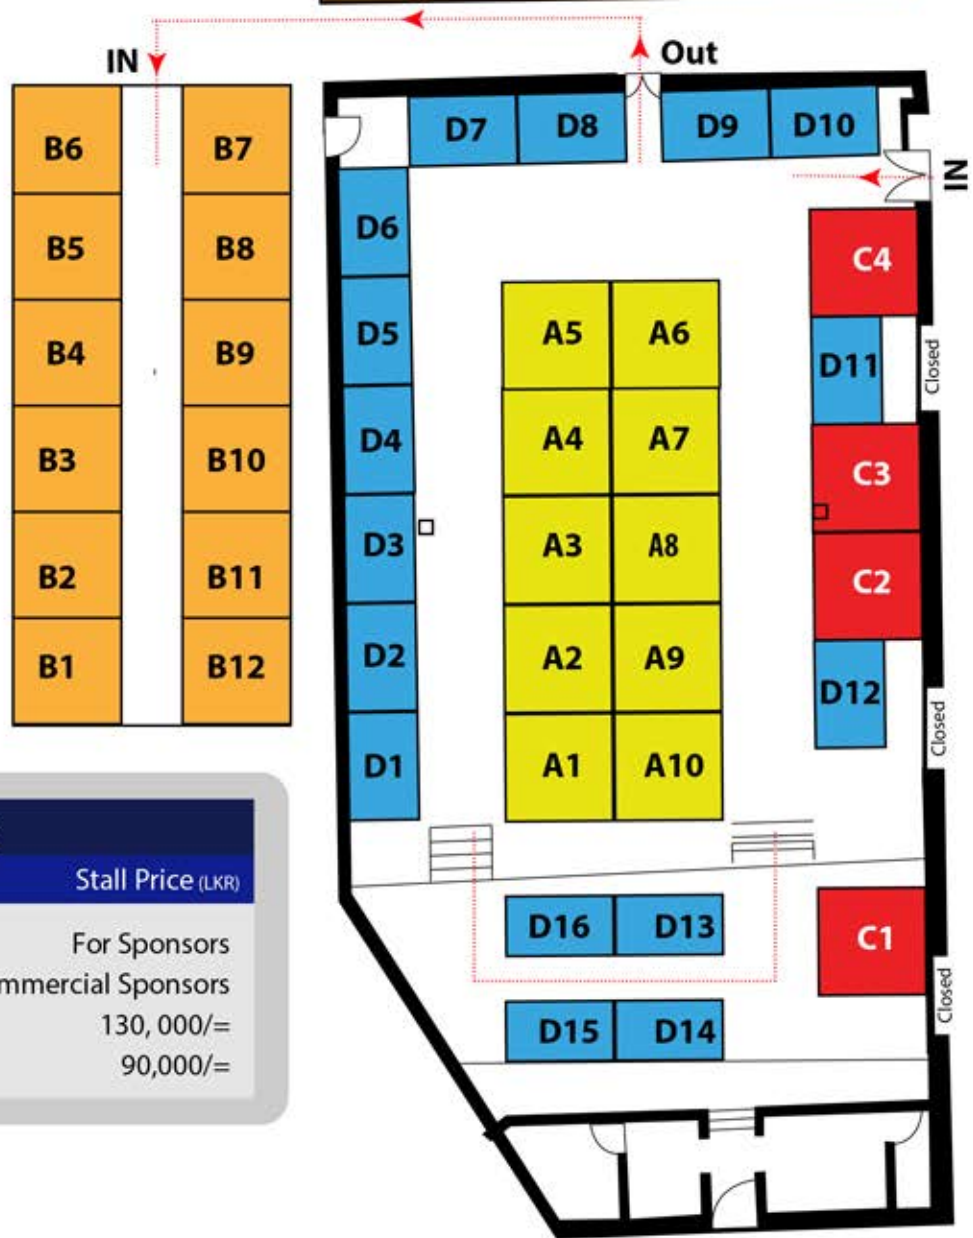 IN
Out
B6
B7
D7
D8
D9
D10
IN
B5
B8
D6
C4
B4
B9
D5
A5
A6
D11
Closed
B3
B10
D4
A4
A7
C3
B2
B11
D3
A3
A8
C2
B1
B12
D2
A2
A9
D12
Closed
D1
A1
A10
Stall Price (LKR)
For Sponsors
mmercial Sponsors
130, 000/=
90,000/=
D16
D13
C1
Closed
D15
D14